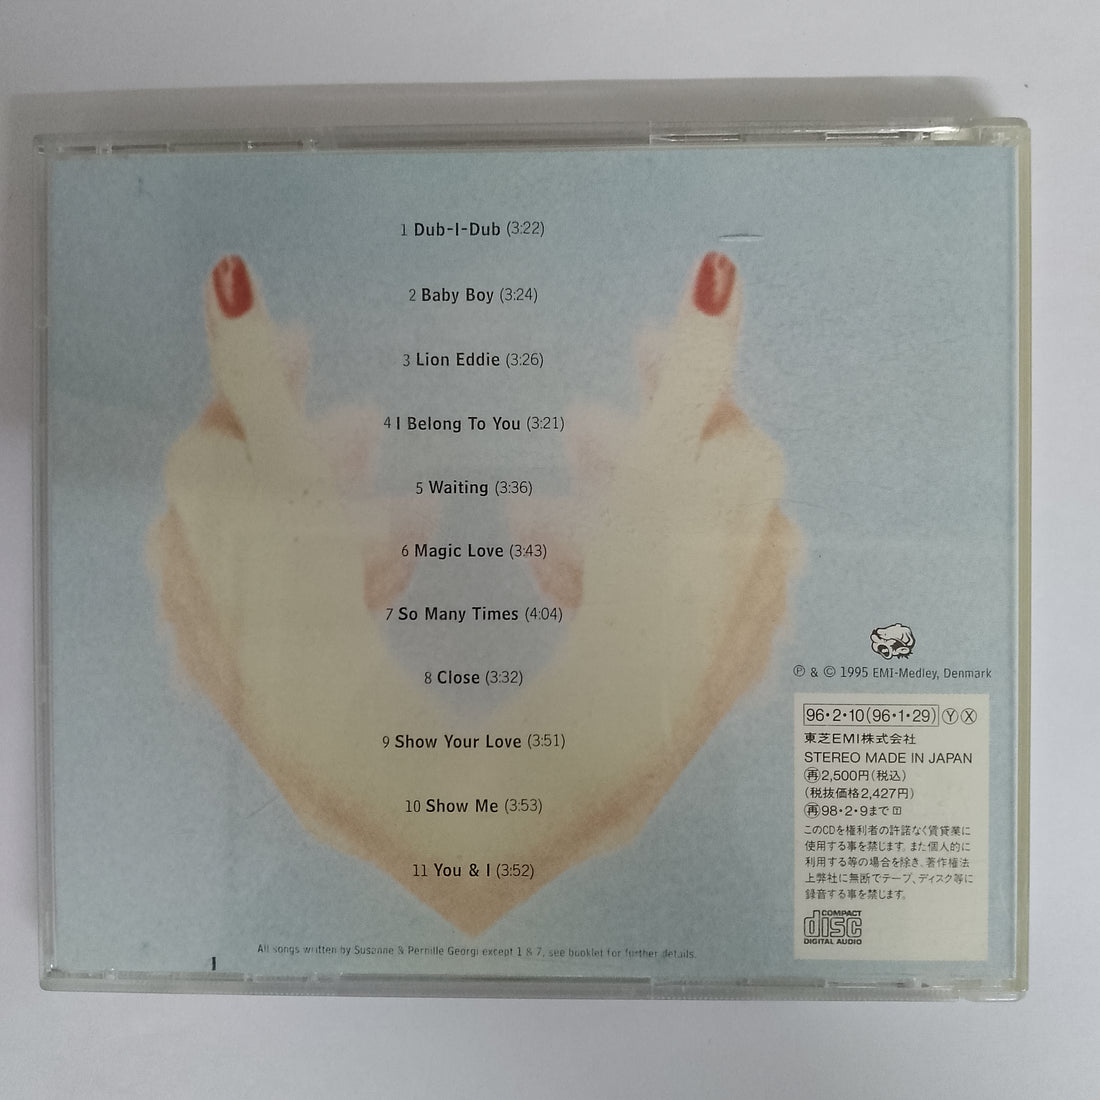 1 Dub-I-Dub (3:22)
2 Baby Boy (3:24)
3 Lion Eddie (3:26)
4 I Belong To You (3:21)
5 Waiting (3:36)
6 Magic Love (3:43)
7 So Many Times (4:04)
8 Close (3:32)
9 Show Your Love (3:51)
10 Show Me (3:53)
11 You & I (3:52)
All songs written by Susanne & Pernille Georgi except 1 & 7, see booklet for further details.
℗ & © 1995 EMI-Medley, Denmark
96・2・10(96・1・29)ⓎⓍ
東芝EMI株式会社
STEREO MADE IN JAPAN
再2,500円(税込)
(税抜価格2,427円)
再98・2・9まで
このCDを権利者の許諾なく賃貸業に
使用する事を禁じます。また個人的に
利用する等の場合を除き、著作権法
上弊社に無断でテープ、ディスク等に
録音する事を禁じます。
COMPACT
disc
DIGITAL AUDIO